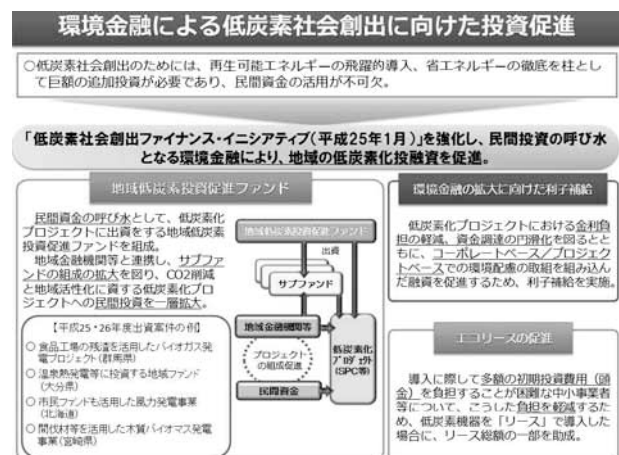 環境金融による低炭素社会創出に向けた投資促進
○低炭素社会創出のためには、再生可能エネルギーの飛躍的導入、省エネルギーの徹底を柱とし
て巨額の追加投資が必要であり、民間資金の活用が不可欠。
「低炭素社会創出ファイナンス・イニシアティブ(平成25年1月)」を強化し、民間投資の呼び水
となる環境金融により、地域の低炭素化投融資を促進。
地域低炭素投資促進ファンド
民間資金の呼び水として、低炭素化
プロジェクトに出資をする地域低炭素
投資促進ファンドを組成。
地域金融機関等と連携し、サブファ
ンドの組成の拡大を図り、CO2削減
と地域活性化に資する低炭素化プロ
ジェクトへの民間投資を一層拡大。
【平成25・26年度出資案件の例】
○ 食品工場の残渣を活用したバイオガス発
電プロジェクト(群馬県)
○ 温泉熱発電等に投資する地域ファンド
(大分県)
○ 市民ファンドも活用した風力発電事業
(北海道)
○ 間伐材等を活用した木質バイオマス発電
事業(宮崎県)
地域低炭素投資促進ファンド
出資
サブファンド
地域金融機関等
プロジェクト
の組成促進
民間資金
低炭素化
プロジェクト
(SPC等)
環境金融の拡大に向けた利子補給
低炭素化プロジェクトにおける金利負
担の軽減、資金調達の円滑化を図るとと
もに、コーポレートベース/プロジェク
トベースでの環境配慮の取組を組み込ん
だ融資を促進するため、利子補給を実施。
エコリースの促進
導入に際して多額の初期投資費用(頭
金)を負担することが困難な中小事業者
等について、こうした負担を軽減するた
め、低炭素機器を「リース」で導入した
場合に、リース総額の一部を助成。